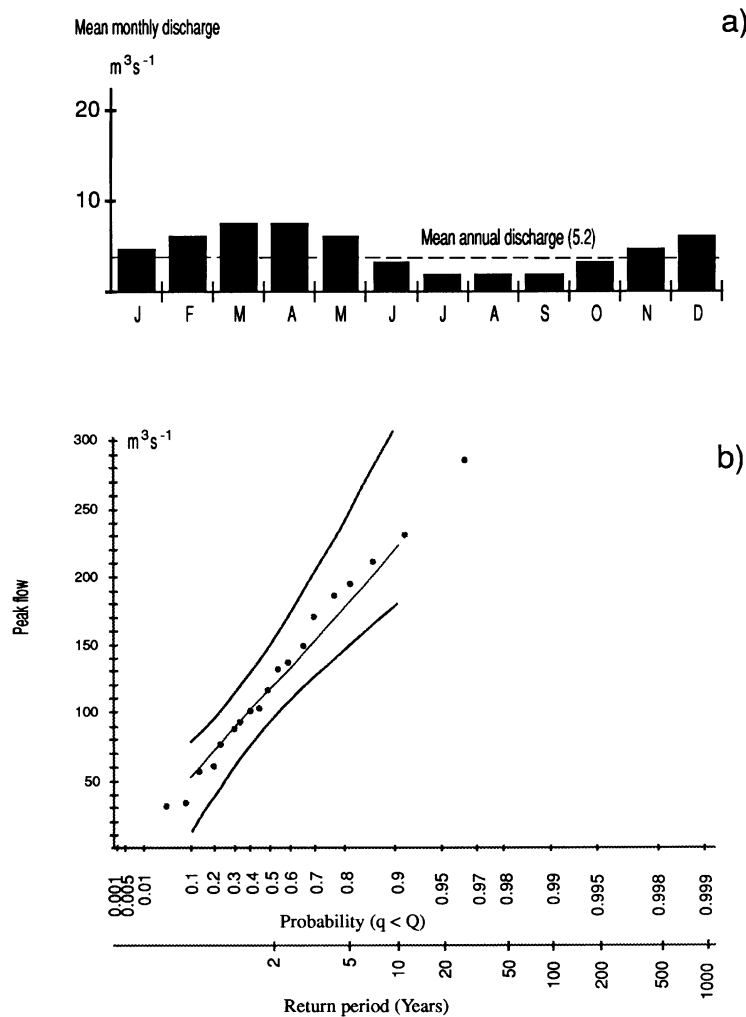 Mean monthly discharge
a)
m³s⁻¹
20
10
Mean annual discharge (5.2)
J F M A M J J A S O N D
300
m³s⁻¹
b)
250
200
150
100
50
Peak flow
0.001 0.005 0.01 0.1 0.2 0.3 0.4 0.5 0.6 0.7 0.8 0.9 0.95 0.97 0.98 0.99 0.995 0.998 0.999
Probability (q < Q)
2 5 10 20 50 100 200 500 1000
Return period (Years)